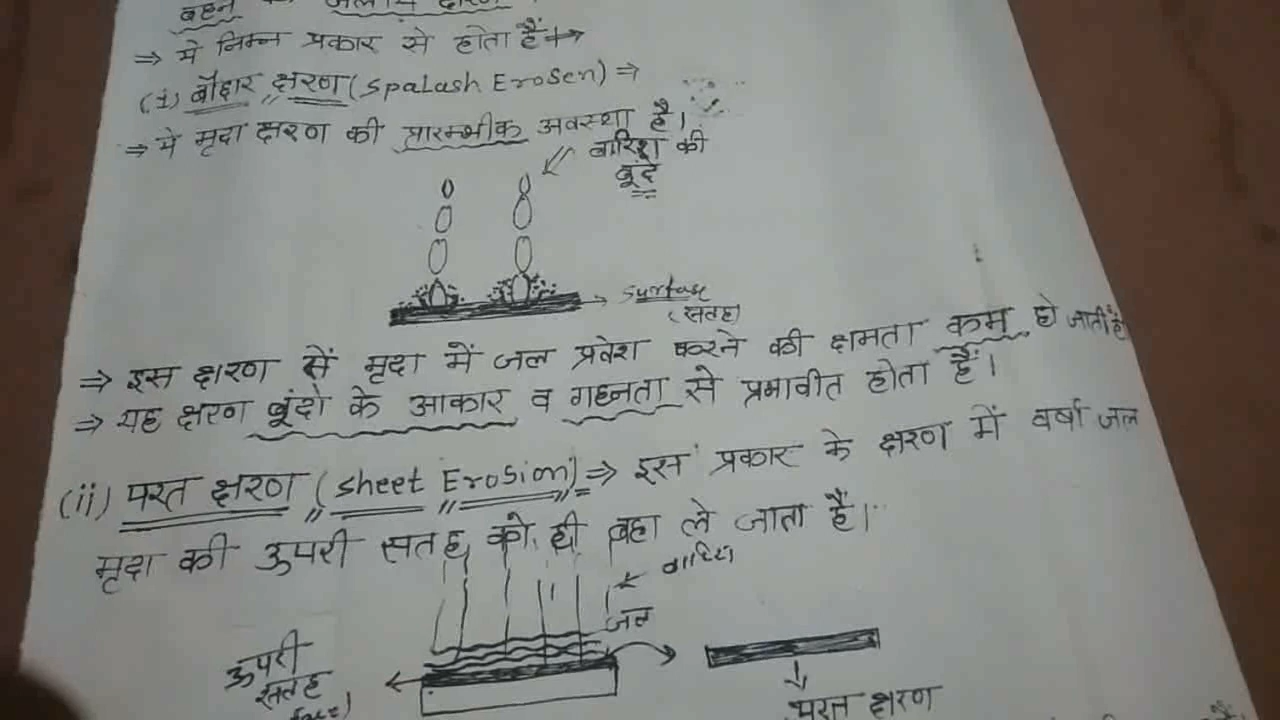 ⇒ ये निम्न प्रकार से होता हैं→
(i) बौछार क्षरण (Spalash Erosen) ⇒
⇒ ये मृदा क्षरण की प्रारम्भीक अवस्था है।
बारिश की
बूंदे
Surface
(सतह)
⇒ इस क्षरण सें मृदा में जल प्रवेश करने की क्षमता कम हो जाती है
⇒ यह क्षरण बूंदो के आकार व गहनता से प्रभावीत होता हैं।
(ii) परत क्षरण (Sheet Erosion) ⇒ इस प्रकार के क्षरण में वर्षा जल
मृदा की ऊपरी सतह को ही बहा ले जाता हैं।
बारिश
जल
ऊपरी
सतह
परत क्षरण